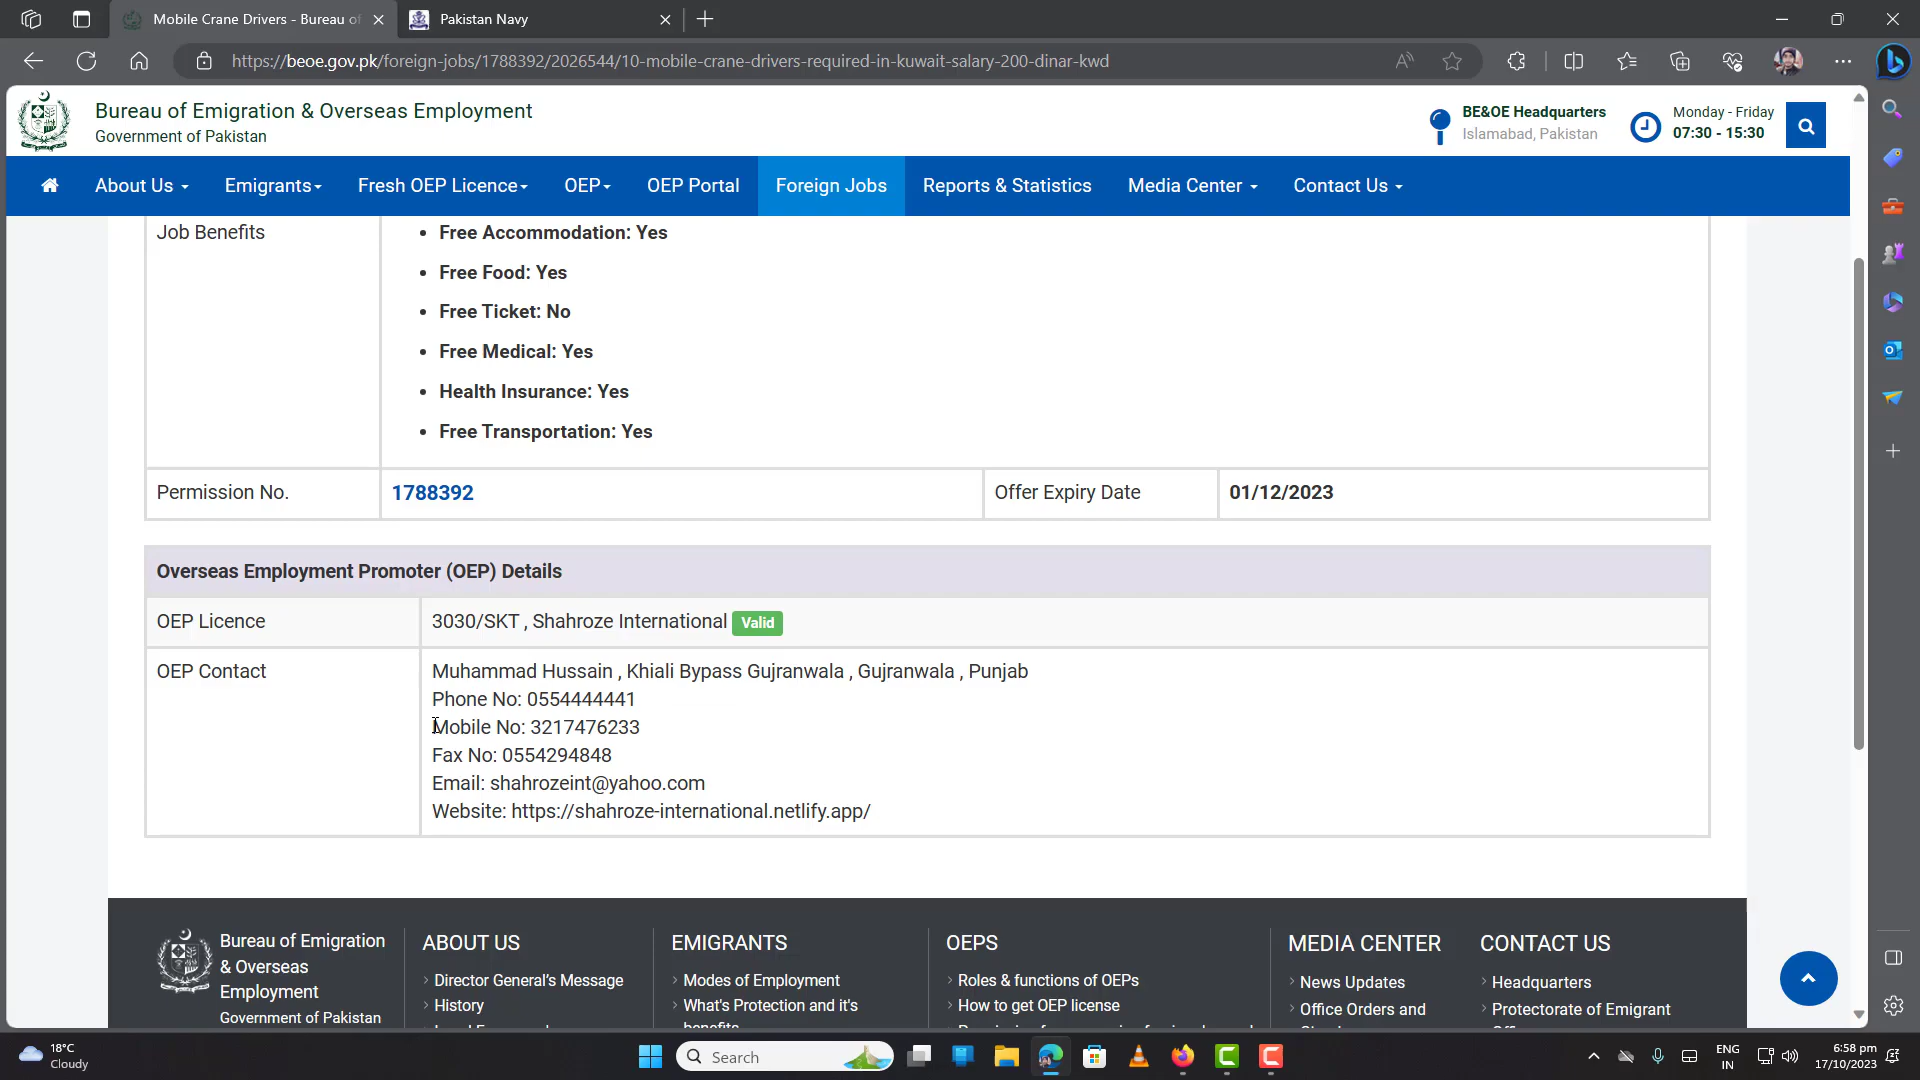 Mobile Crane Drivers - Bureau of
Pakistan Navy
https://beoe.gov.pk/foreign-jobs/1788392/2026544/10-mobile-crane-drivers-required-in-kuwait-salary-200-dinar-kwd
Bureau of Emigration & Overseas Employment
Government of Pakistan
BE&OE Headquarters
Islamabad, Pakistan
Monday - Friday
07:30 - 15:30
About Us
Emigrants
Fresh OEP Licence
OEP
OEP Portal
Foreign Jobs
Reports & Statistics
Media Center
Contact Us
Job Benefits
• Free Accommodation: Yes
• Free Food: Yes
• Free Ticket: No
• Free Medical: Yes
• Health Insurance: Yes
• Free Transportation: Yes
Permission No.
1788392
Offer Expiry Date
01/12/2023
Overseas Employment Promoter (OEP) Details
OEP Licence
3030/SKT , Shahroze International Valid
OEP Contact
Muhammad Hussain , Khiali Bypass Gujranwala , Gujranwala , Punjab
Phone No: 0554444441
Mobile No: 3217476233
Fax No: 0554294848
Email: shahrozeint@yahoo.com
Website: https://shahroze-international.netlify.app/
Bureau of Emigration
& Overseas
Employment
Government of Pakistan
ABOUT US
Director General's Message
History
EMIGRANTS
Modes of Employment
What's Protection and it's
benefits
OEPS
Roles & functions of OEPs
How to get OEP license
MEDIA CENTER
News Updates
Office Orders and
CONTACT US
Headquarters
Protectorate of Emigrant
18°C
Cloudy
Search
ENG
IN
6:58 pm
17/10/2023